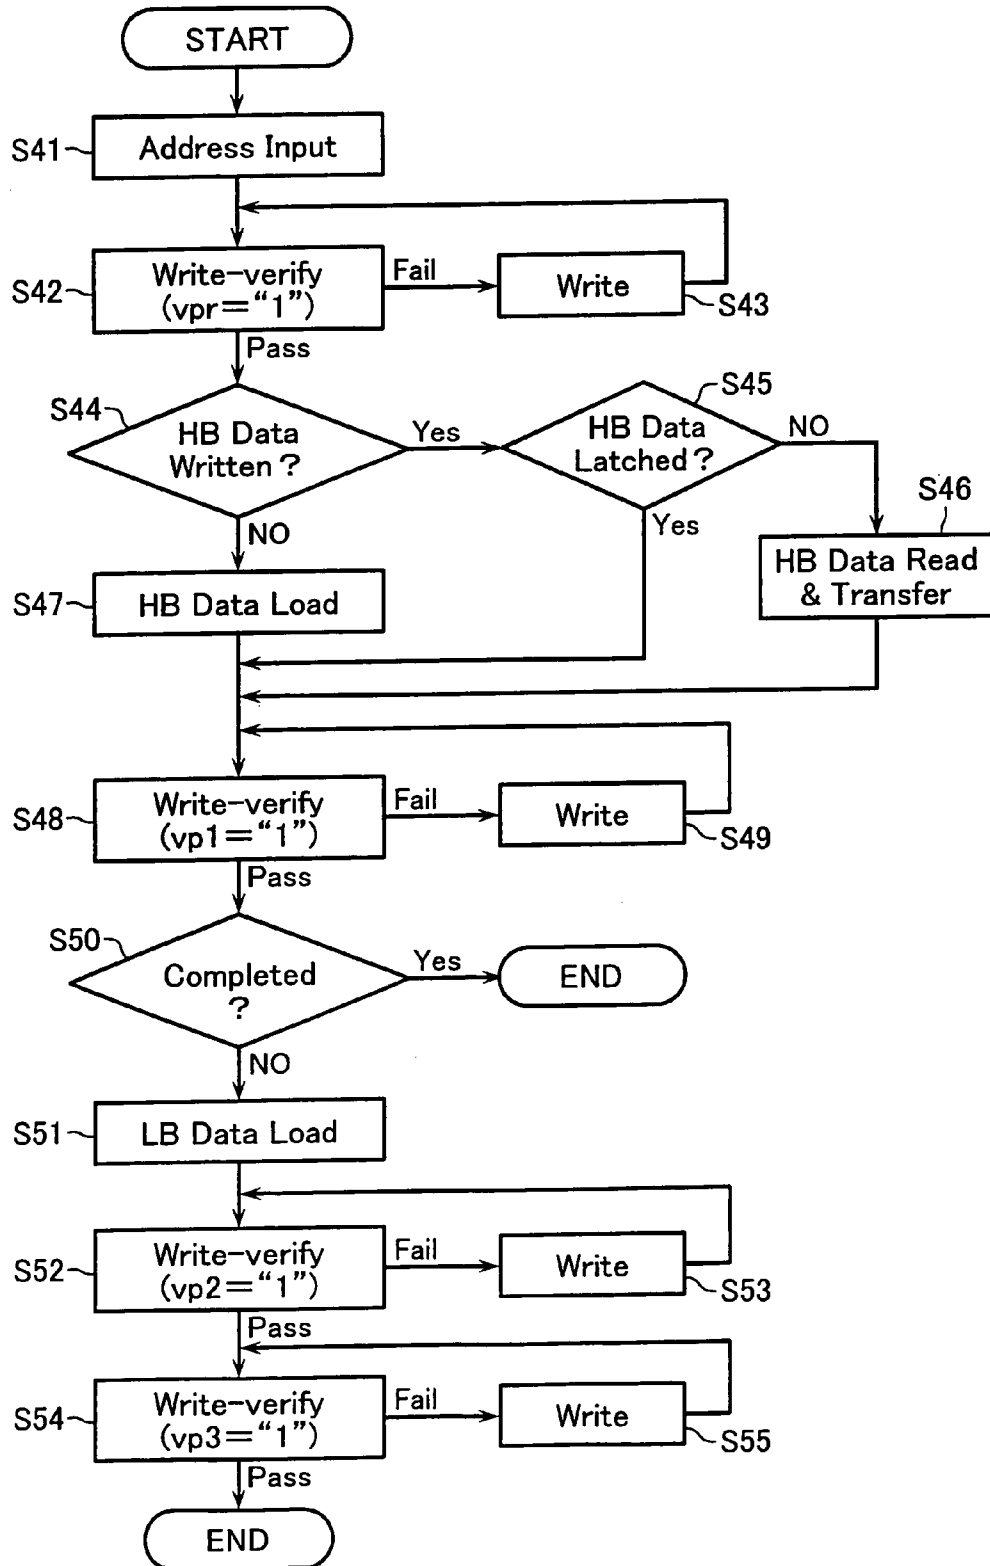 START
S41
Address Input
S42
Write-verify
(vpr＝“1”)
Fail
Write
S43
Pass
S44
HB Data
Written？
Yes
S45
HB Data
Latched？
NO
Yes
S46
HB Data Read
& Transfer
NO
S47
HB Data Load
S48
Write-verify
(vp1＝“1”)
Fail
Write
S49
Pass
S50
Completed
？
Yes
END
NO
S51
LB Data Load
S52
Write-verify
(vp2＝“1”)
Fail
Write
S53
Pass
S54
Write-verify
(vp3＝“1”)
Fail
Write
S55
Pass
END